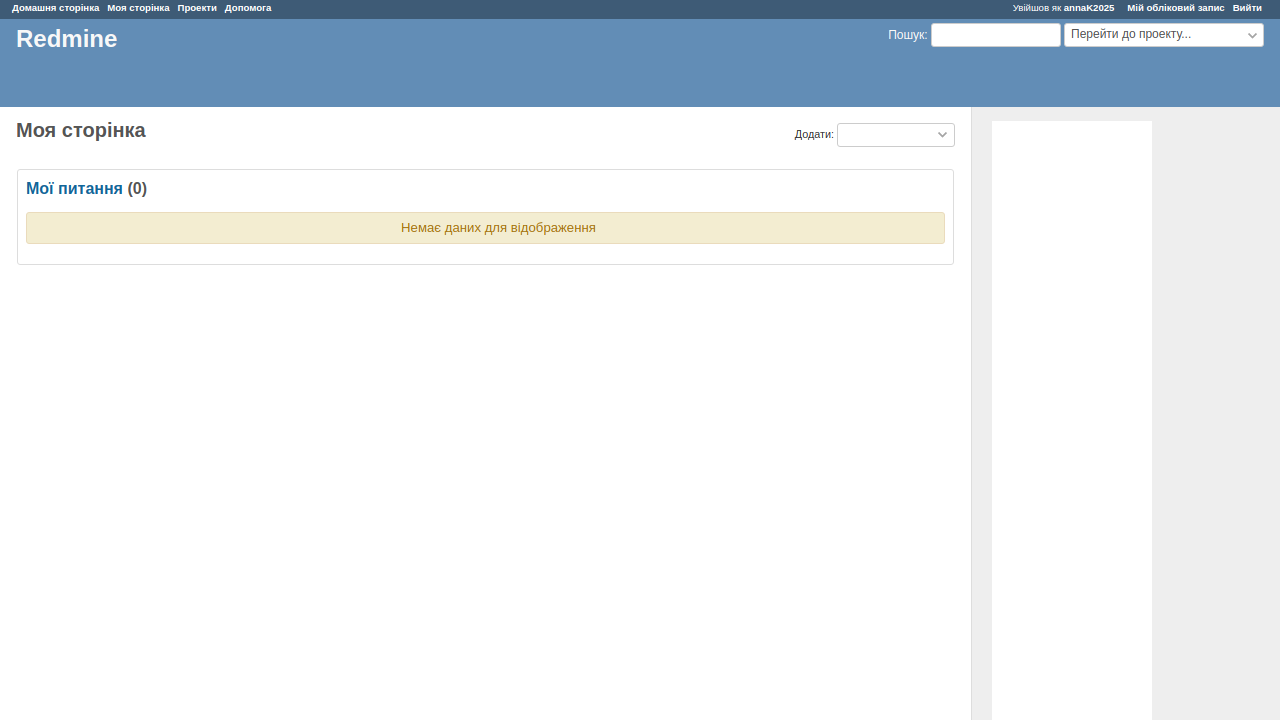 Домашня сторінка Моя сторінка Проекти Допомога Увійшов як annaK2025 Мій обліковий запис Вийти
Redmine Пошук: Перейти до проекту...
Моя сторінка Додати:
Мої питання (0)
Немає даних для відображення